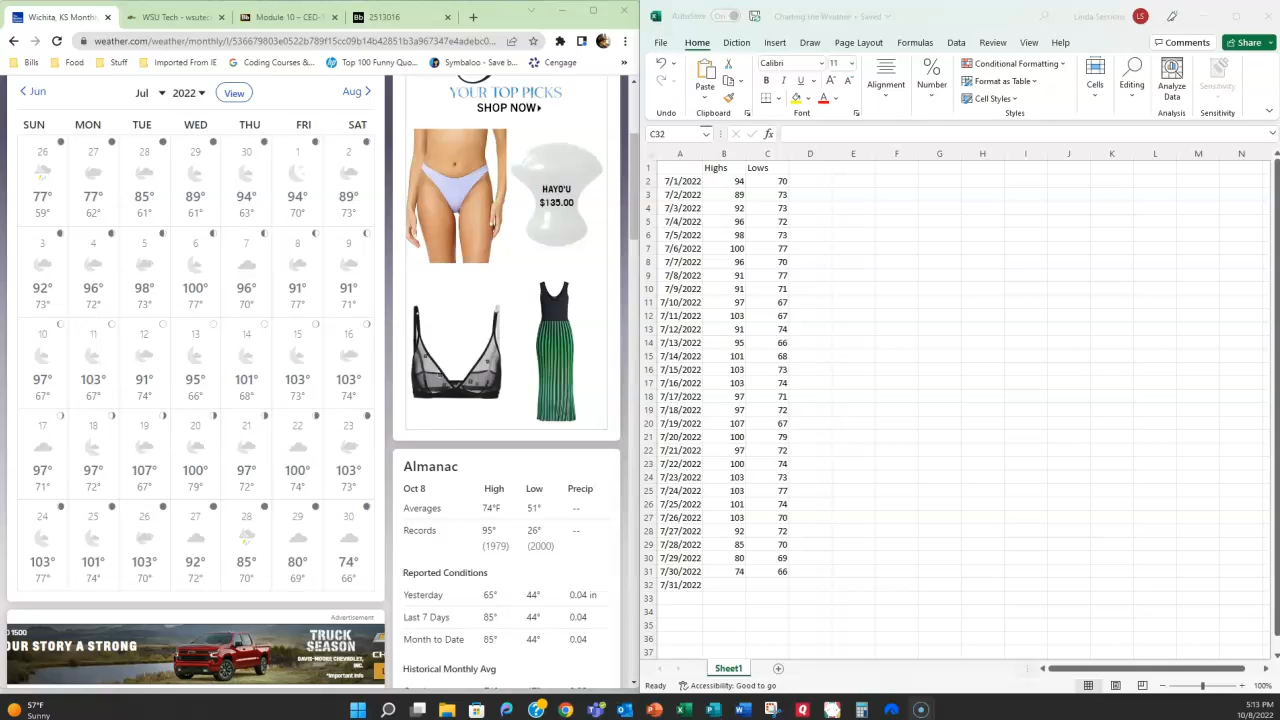 Wichita, KS Monthl
WSU Tech - wsutec
Module 10 – CED-1
2513016
weather.com/weather/monthly/l/536679803e0522b789f15cc09b14b42851b3a967347e4adebc0...
Bills
Food
Stuff
Imported From IE
Coding Courses &...
Top 100 Funny Quo...
Symbaloo - Save b...
Cengage
»
Jun
Jul
2022
View
Aug
SUN MON TUE WED THU FRI SAT
26 27 28 29 30 1 2
77° 77° 85° 89° 94° 94° 89°
59° 62° 61° 61° 63° 70° 73°
3 4 5 6 7 8 9
92° 96° 98° 100° 96° 91° 91°
73° 72° 73° 77° 70° 77° 71°
10 11 12 13 14 15 16
97° 103° 91° 95° 101° 103° 103°
67° 67° 74° 66° 68° 73° 74°
17 18 19 20 21 22 23
97° 97° 107° 100° 97° 100° 103°
71° 72° 67° 79° 72° 74° 73°
24 25 26 27 28 29 30
103° 101° 103° 92° 85° 80° 74°
77° 74° 70° 72° 70° 69° 66°
Advertisement
1500
OUR STORY A STRONG
TRUCK
SEASON
DAVIS-MOORE CHEVROLET,
INC.
*Important info
CH
YOUR TOP PICKS
SHOP NOW
HAYO'U
$135.00
Almanac
Oct 8 High Low Precip
Averages 74°F 51° --
Records 95° 26° --
(1979) (2000)
Reported Conditions
Yesterday 65° 44° 0.04 in
Last 7 Days 85° 44° 0.04
Month to Date 85° 44° 0.04
Historical Monthly Avg
AutoSave On
Charting the Weather - Saved
Linda Sernions
LS
File Home Diction Insert Draw Page Layout Formulas Data Review View Help
Comments
Share
Paste
Calibri
11
B I U
A A
Alignment
Number
Conditional Formatting
Format as Table
Cell Styles
Cells
Editing
Analyze
Data
Sensitivity
Undo Clipboard Font Styles Analysis Sensitivity
C32
fx
A B C D E F G H I J K L M N
1 Highs Lows
2 7/1/2022 94 70
3 7/2/2022 89 73
4 7/3/2022 92 73
5 7/4/2022 96 72
6 7/5/2022 98 73
7 7/6/2022 100 77
8 7/7/2022 96 70
9 7/8/2022 91 77
10 7/9/2022 91 71
11 7/10/2022 97 67
12 7/11/2022 103 67
13 7/12/2022 91 74
14 7/13/2022 95 66
15 7/14/2022 101 68
16 7/15/2022 103 73
17 7/16/2022 103 74
18 7/17/2022 97 71
19 7/18/2022 97 72
20 7/19/2022 107 67
21 7/20/2022 100 79
22 7/21/2022 97 72
23 7/22/2022 100 74
24 7/23/2022 103 73
25 7/24/2022 103 77
26 7/25/2022 101 74
27 7/26/2022 103 70
28 7/27/2022 92 72
29 7/28/2022 85 70
30 7/29/2022 80 69
31 7/30/2022 74 66
32 7/31/2022
33
34
35
36
37
Sheet1
Ready
Accessibility: Good to go
100%
57°F
Sunny
5:13 PM
10/8/2022